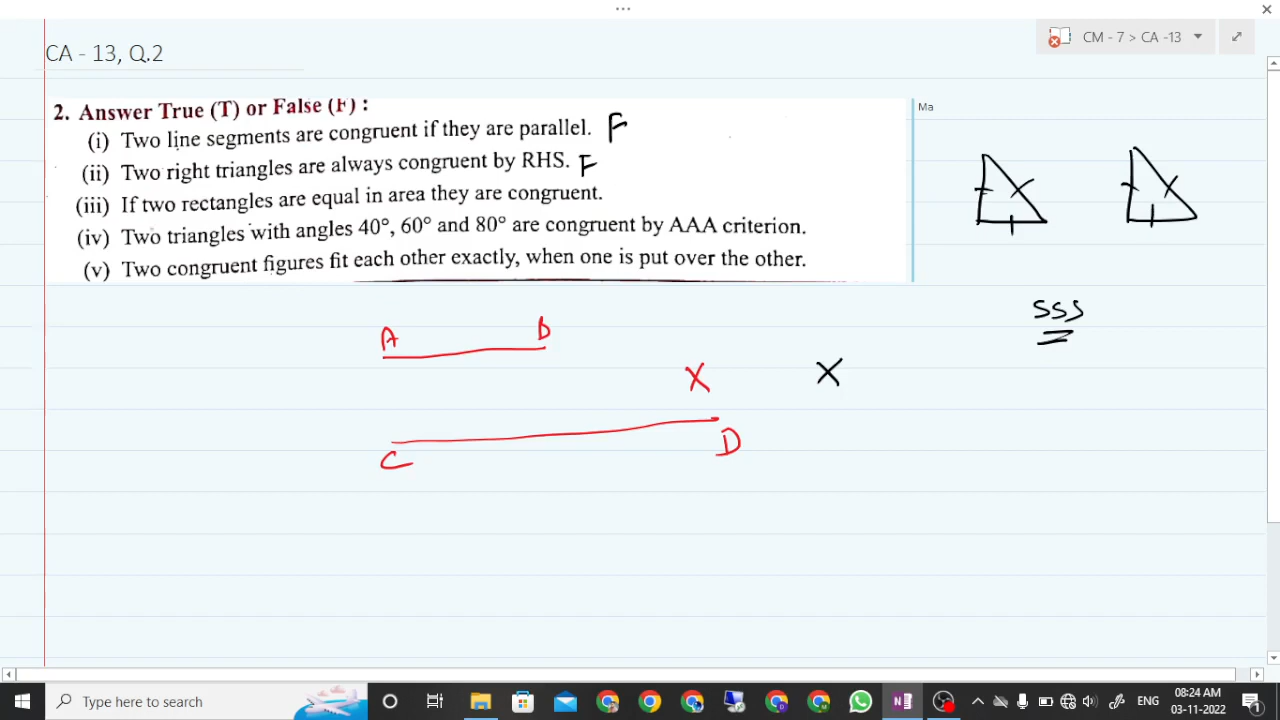 CA - 13, Q.2
CM - 7 > CA -13
2. Answer True (T) or False (F) :
(i) Two line segments are congruent if they are parallel. F
(ii) Two right triangles are always congruent by RHS. F
(iii) If two rectangles are equal in area they are congruent.
(iv) Two triangles with angles 40°, 60° and 80° are congruent by AAA criterion.
(v) Two congruent figures fit each other exactly, when one is put over the other.
Ma
SSS
A B
X X
C D
Type here to search
ENG
08:24 AM
03-11-2022
1